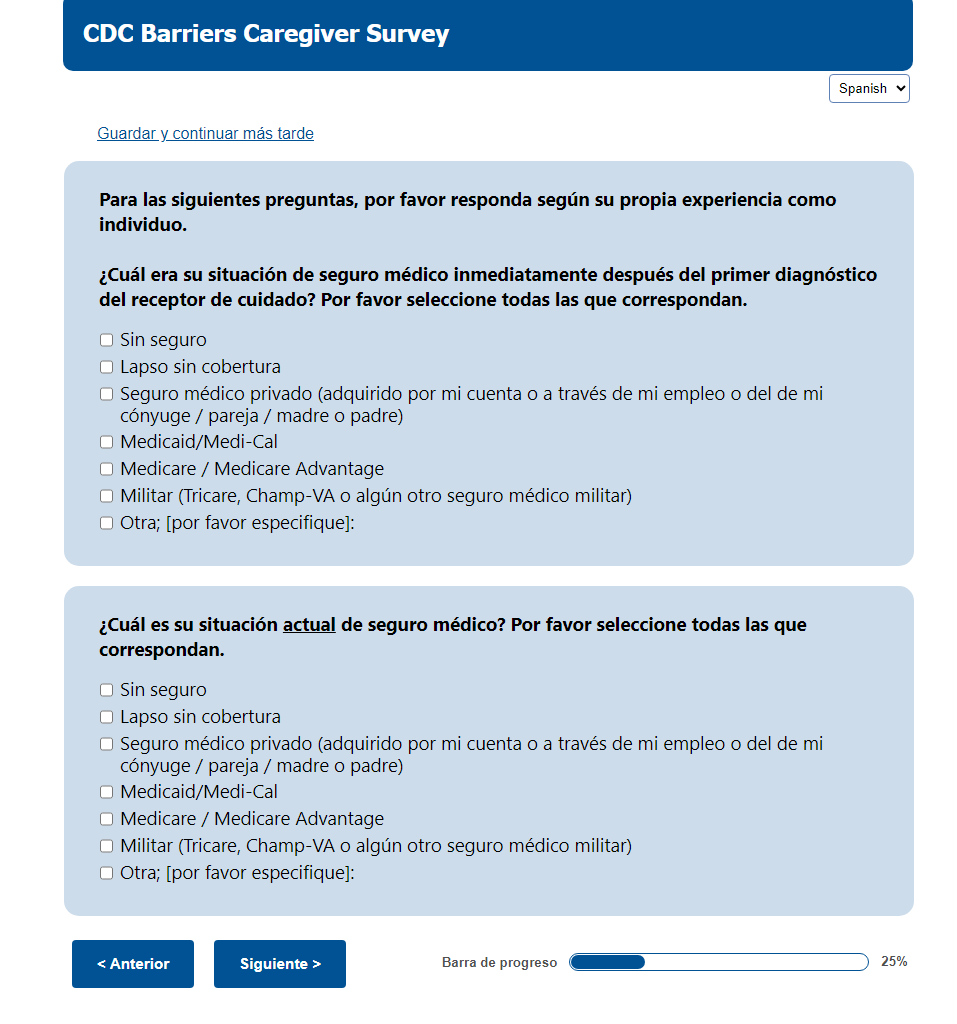 CDC Barriers Caregiver Survey
Spanish
Guardar y continuar más tarde
Para las siguientes preguntas, por favor responda según su propia experiencia como
individuo.
¿Cuál era su situación de seguro médico inmediatamente después del primer diagnóstico
del receptor de cuidado? Por favor seleccione todas las que correspondan.
Sin seguro
Lapso sin cobertura
Seguro médico privado (adquirido por mi cuenta o a través de mi empleo o del de mi
cónyuge / pareja / madre o padre)
Medicaid/Medi-Cal
Medicare / Medicare Advantage
Militar (Tricare, Champ-VA o algún otro seguro médico militar)
Otra; [por favor especifique]:
¿Cuál es su situación actual de seguro médico? Por favor seleccione todas las que
correspondan.
Sin seguro
Lapso sin cobertura
Seguro médico privado (adquirido por mi cuenta o a través de mi empleo o del de mi
cónyuge / pareja / madre o padre)
Medicaid/Medi-Cal
Medicare / Medicare Advantage
Militar (Tricare, Champ-VA o algún otro seguro médico militar)
Otra; [por favor especifique]:
< Anterior
Siguiente >
Barra de progreso
25%